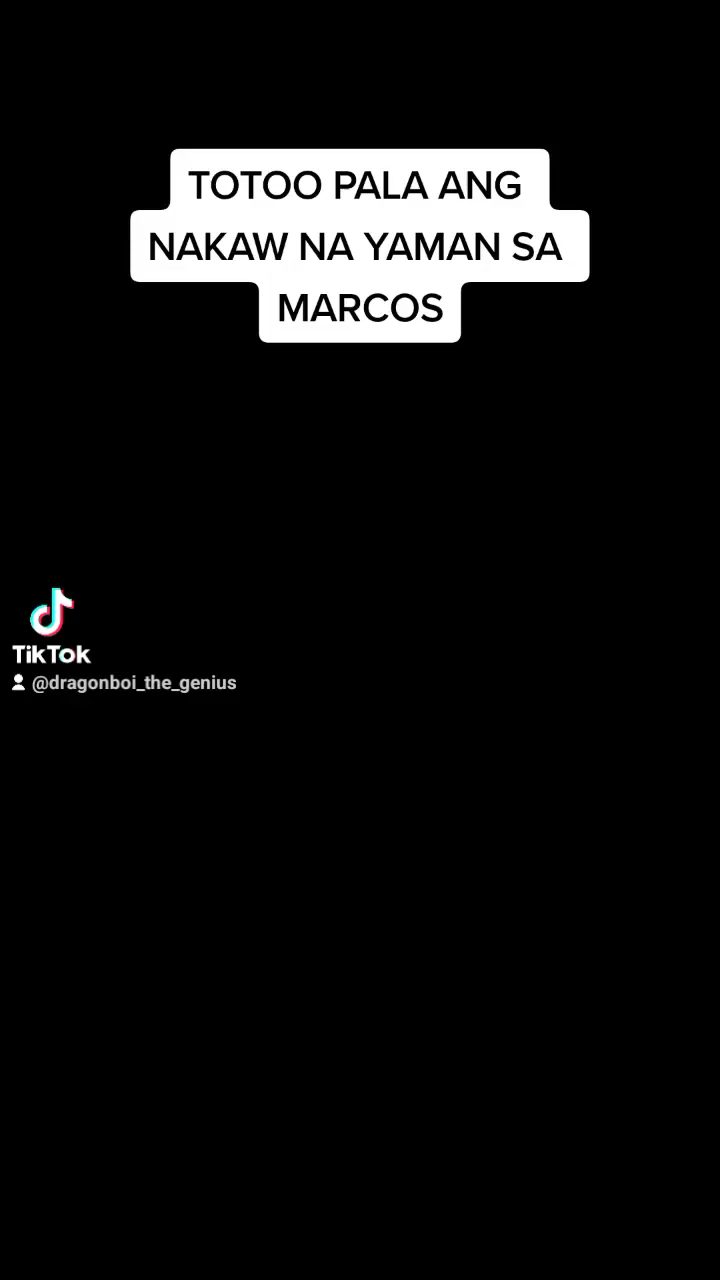 TOTOO PALA ANG
NAKAW NA YAMAN SA
MARCOS
TikTok
@dragonboi_the_genius